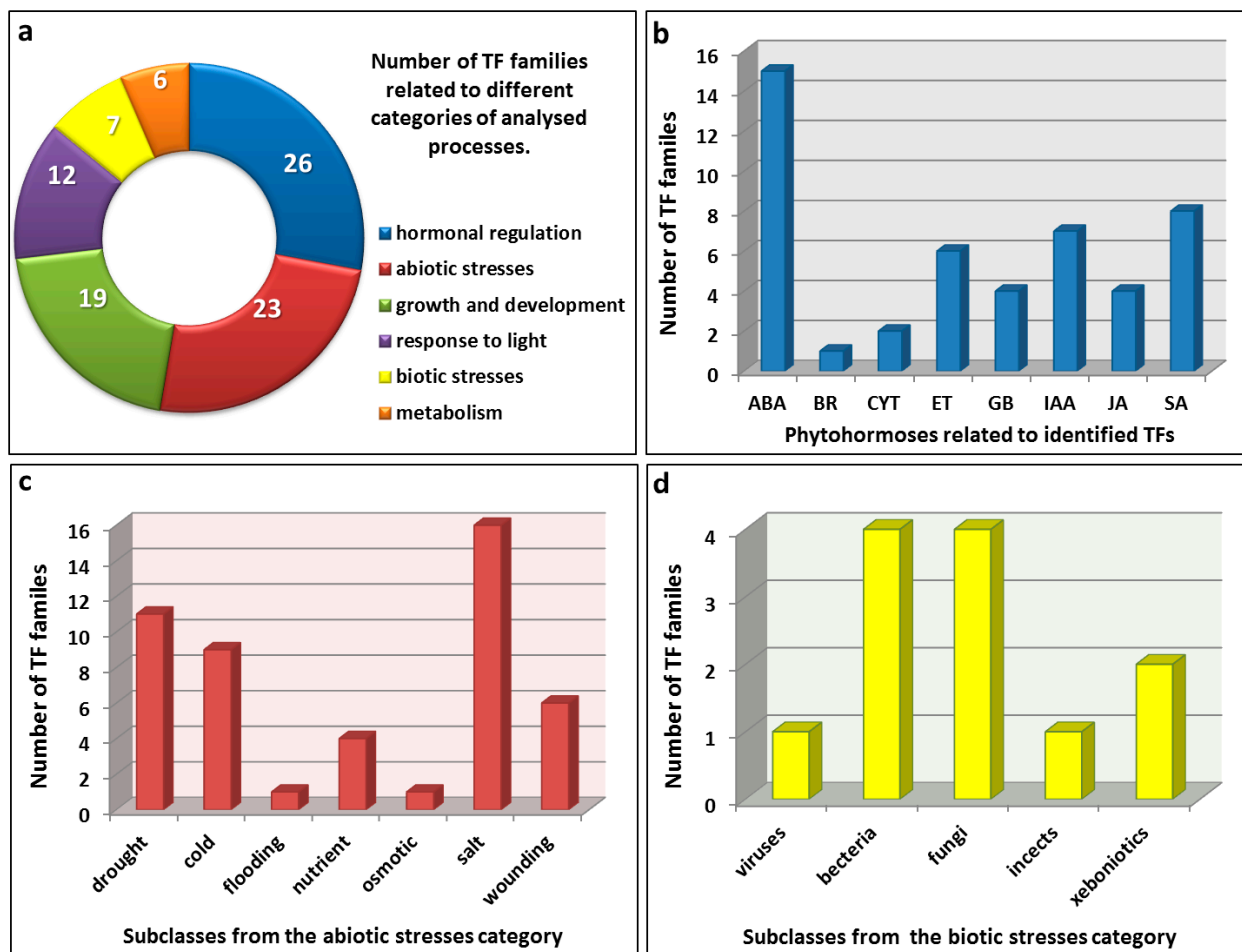 a
Number of TF families
related to different
categories of analysed
processes.
26
23
19
12
7
6
hormonal regulation
abiotic stresses
growth and development
response to light
biotic stresses
metabolism
b
Number of TF familes
16
14
12
10
8
6
4
2
0
ABA BR CYT ET GB IAA JA SA
Phytohormoses related to identified TFs
c
Number of TF familes
16
14
12
10
8
6
4
2
0
drought cold flooding nutrient osmotic salt wounding
Subclasses from the abiotic stresses category
d
Number of TF familes
4
3
2
1
0
viruses becteria fungi incects xeboniotics
Subclasses from the biotic stresses category